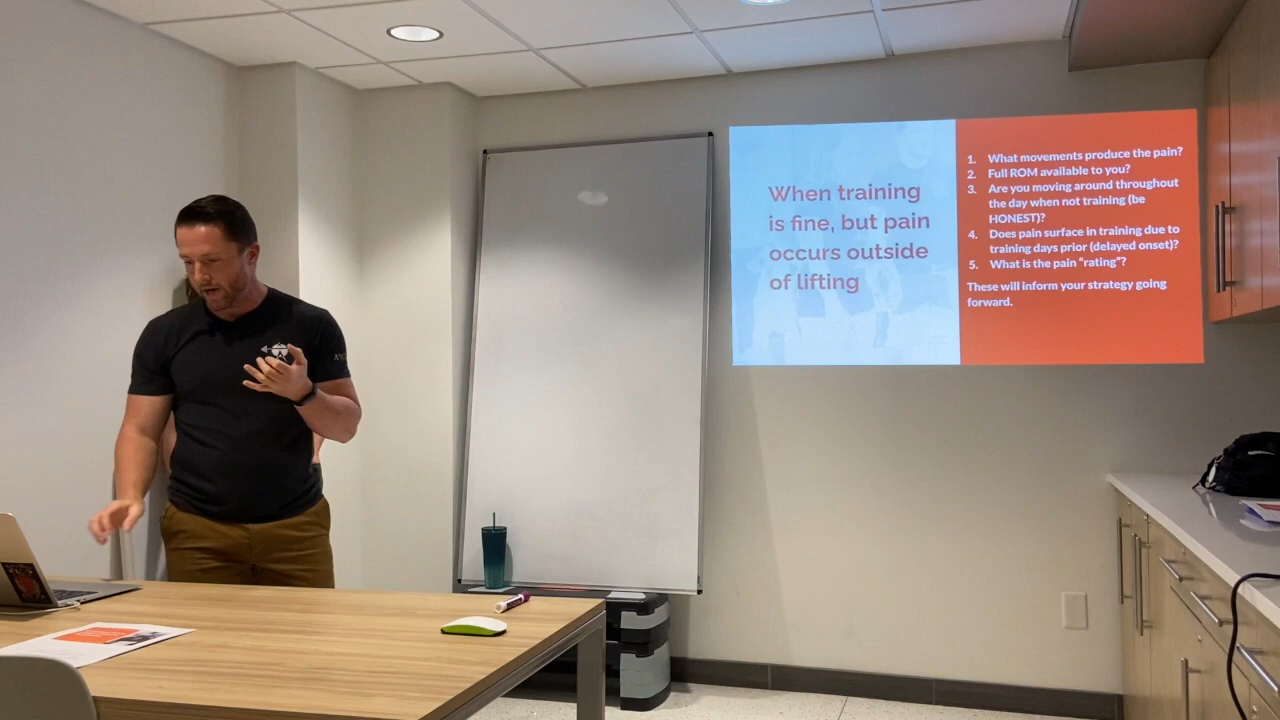 When training
is fine, but pain
occurs outside
of lifting
1. What movements produce the pain?
2. Full ROM available to you?
3. Are you moving around throughout
the day when not training (be
HONEST)?
4. Does pain surface in training due to
training days prior (delayed onset)?
5. What is the pain “rating”?
These will inform your strategy going
forward.